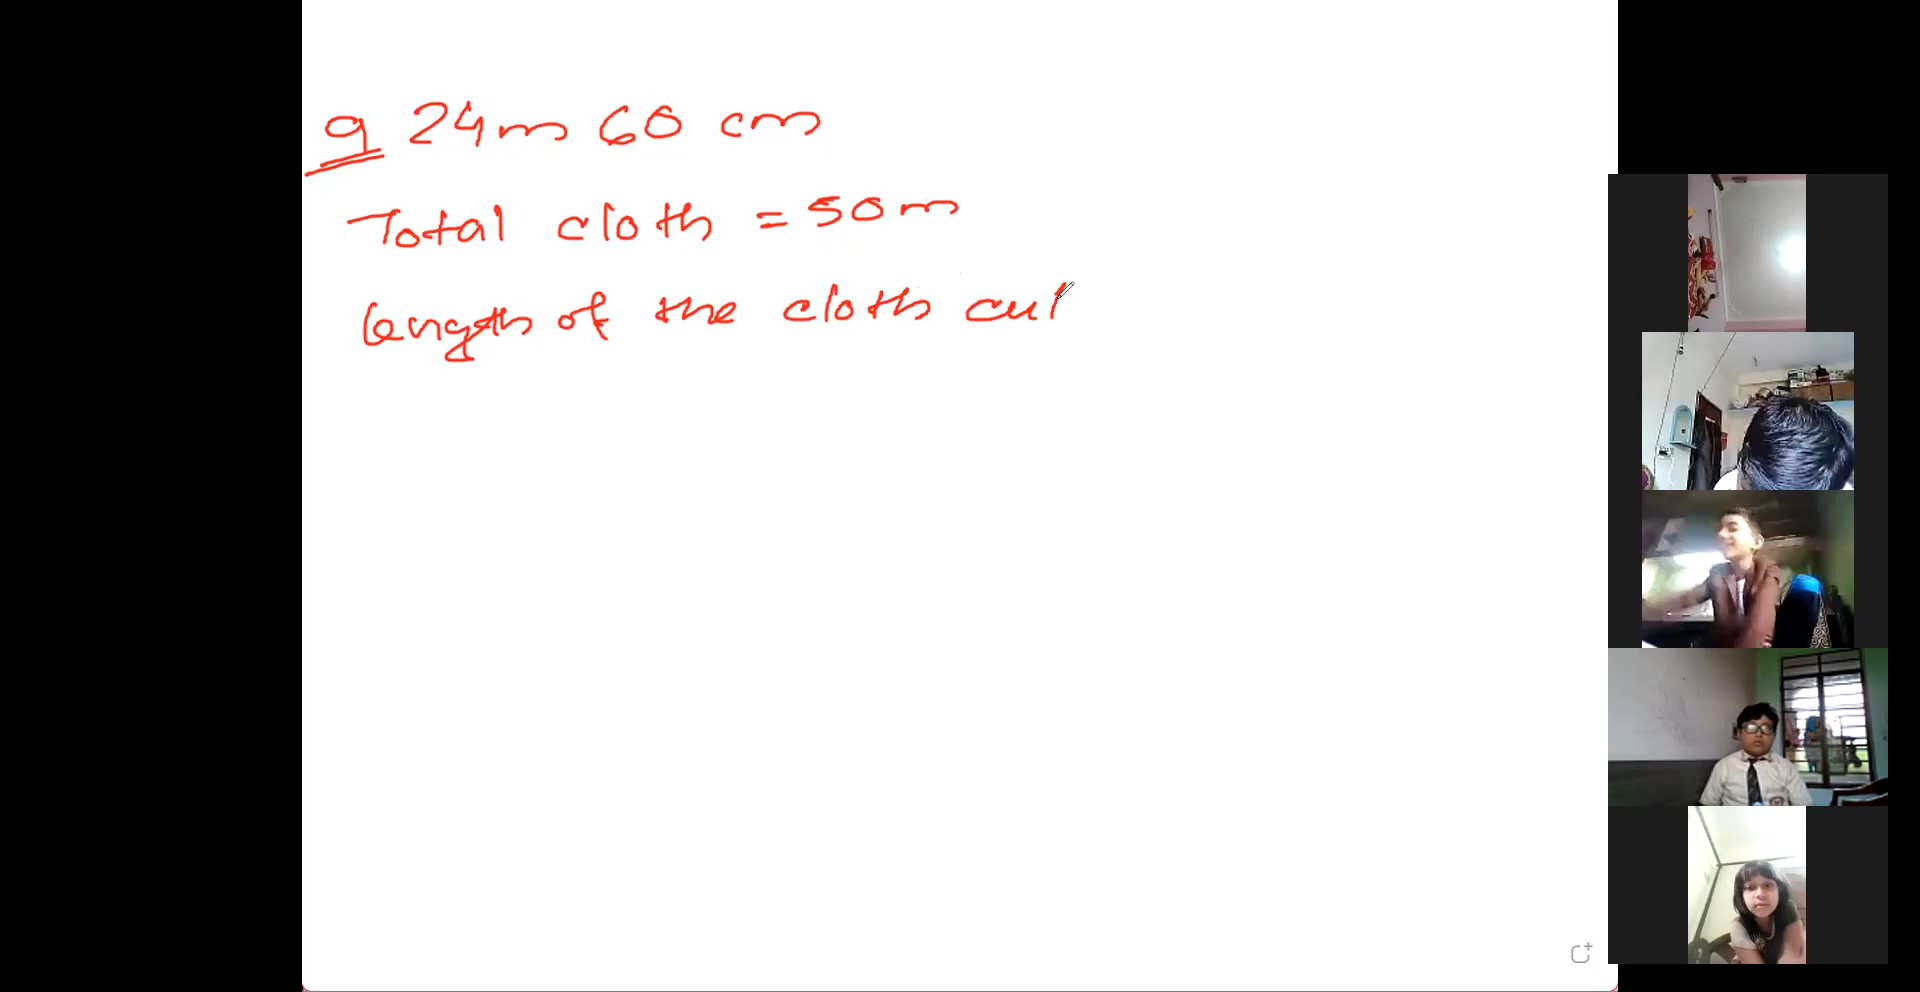 9 24m 60 cm
Total cloth = 50m
length of the cloth cut